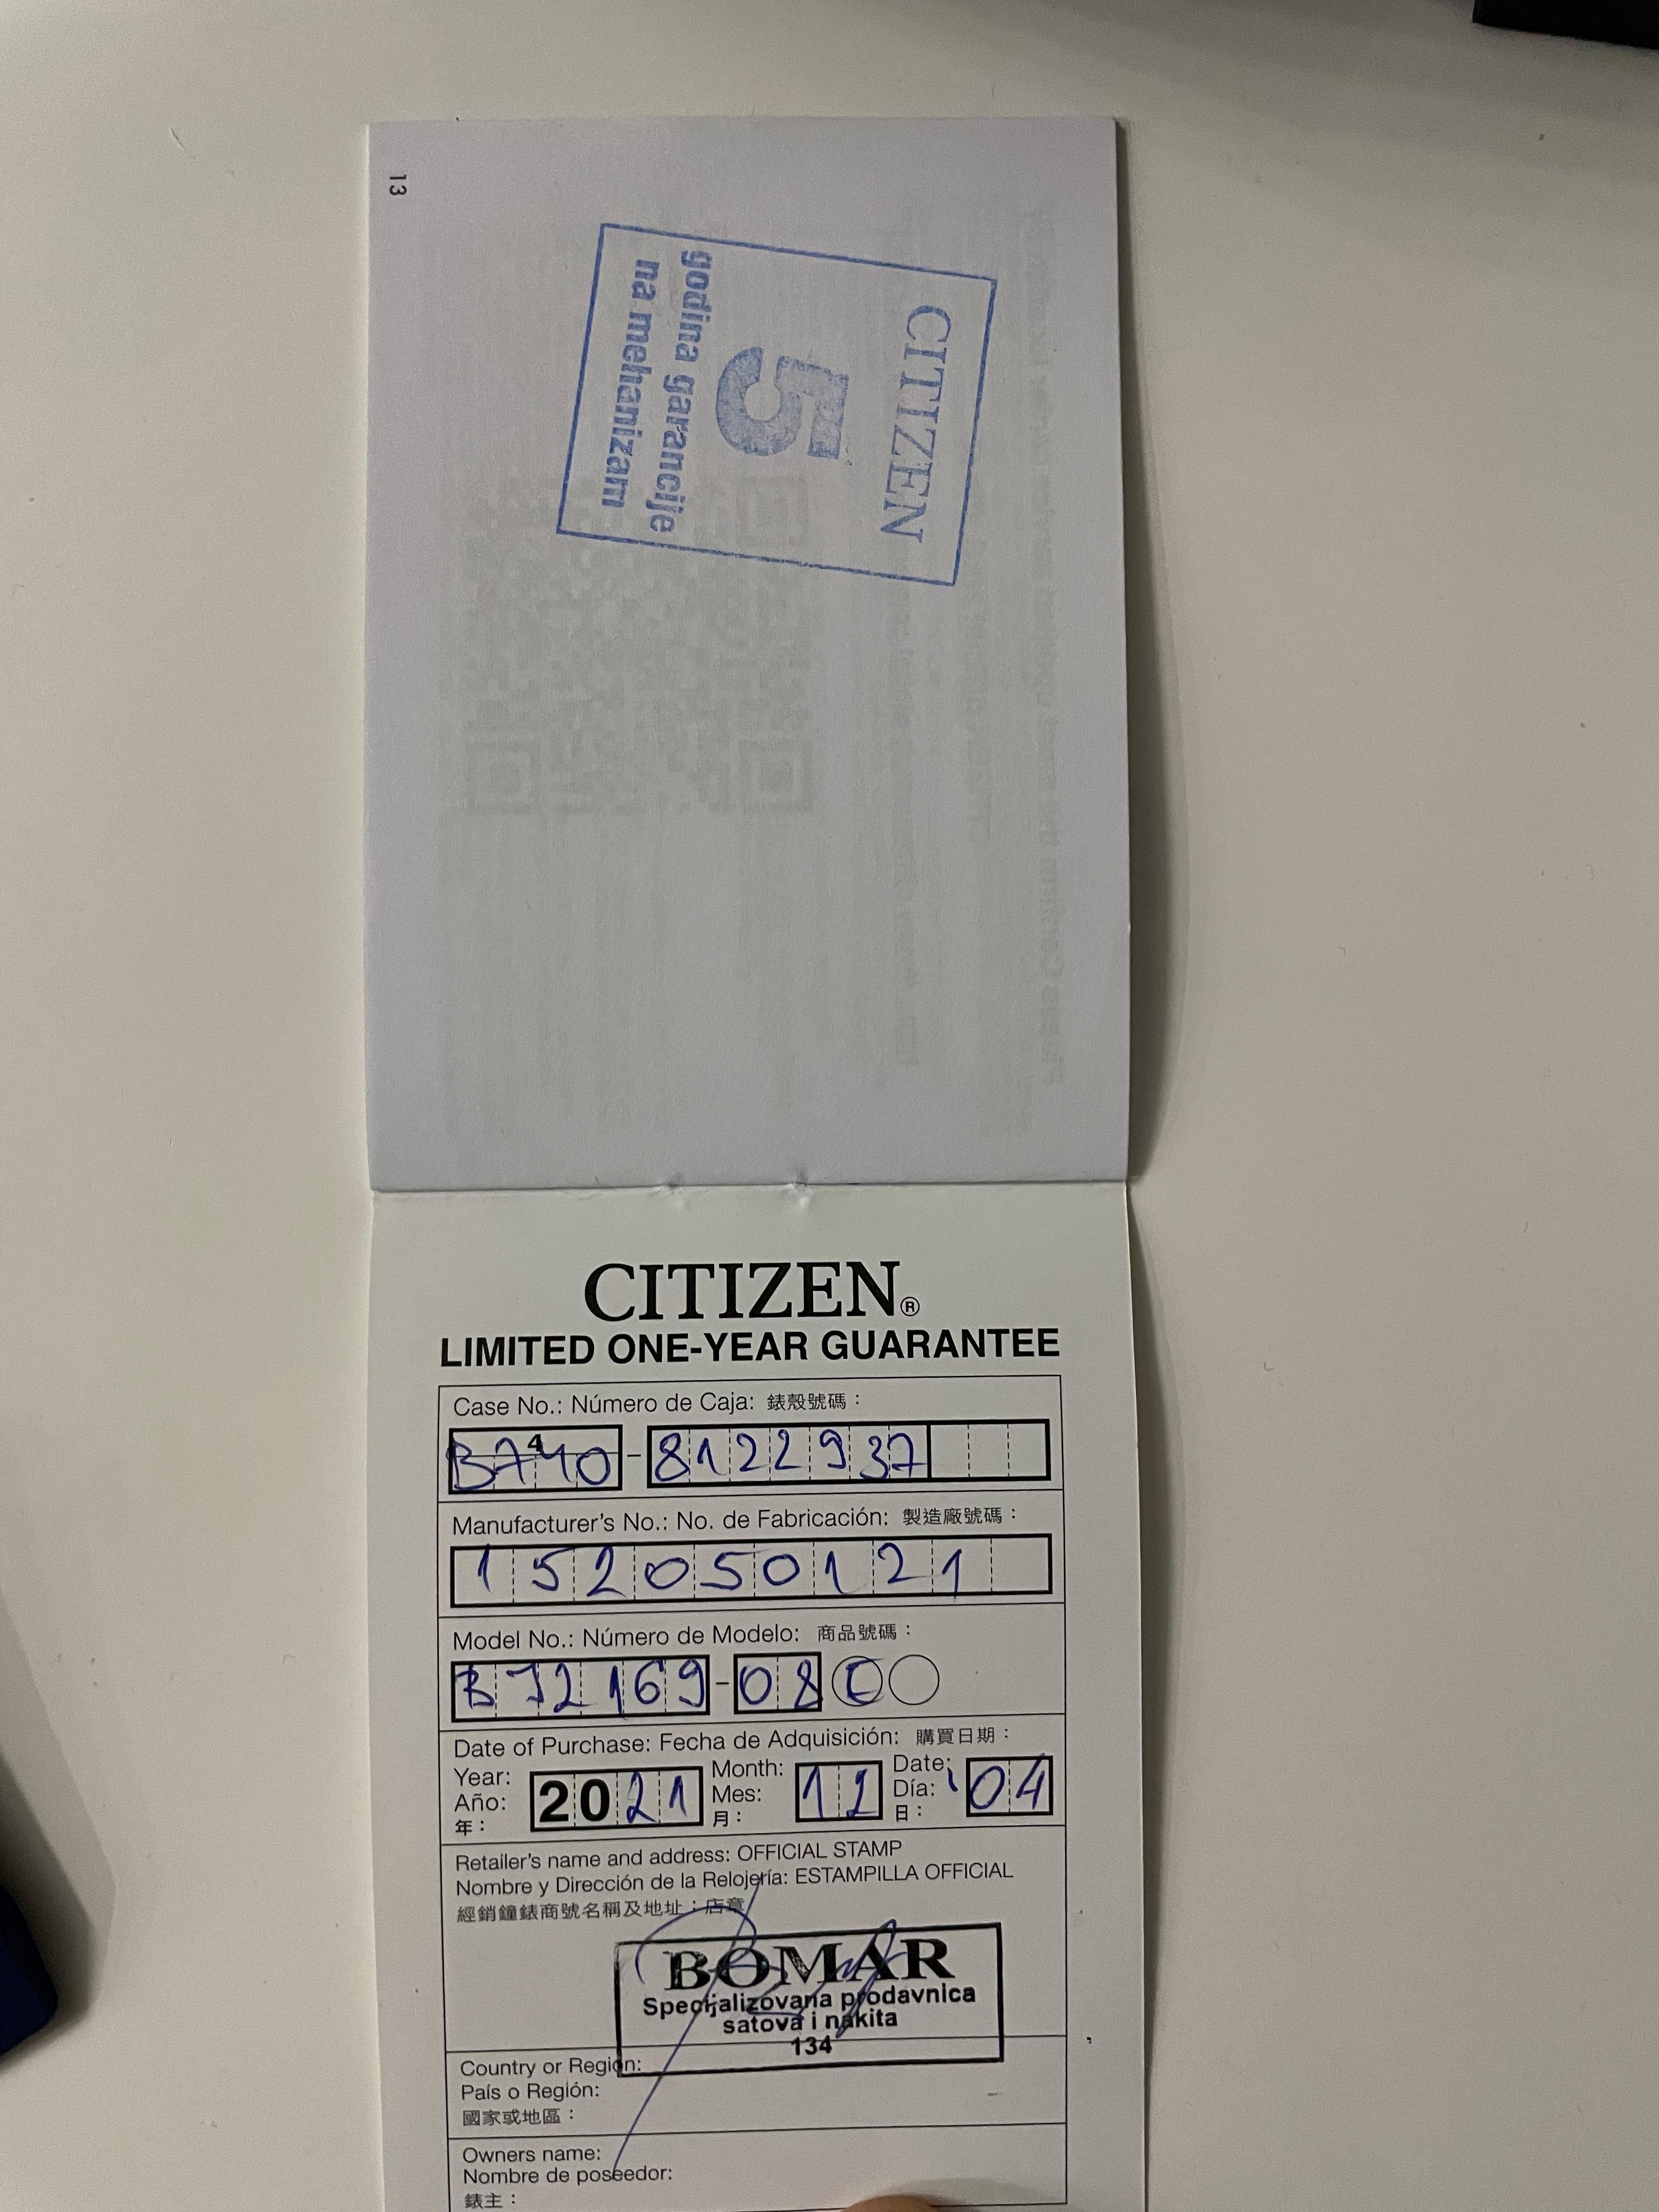 13
CITIZEN
5
godina garancije
na mehanizam
CITIZEN®
LIMITED ONE-YEAR GUARANTEE
Case No.: Número de Caja: 錶殼號碼：
4
B740-8122937
Manufacturer's No.: No. de Fabricación: 製造廠號碼：
152050121
Model No.: Número de Modelo: 商品號碼：
-08 E
Date of Purchase: Fecha de Adquisición: 購買日期：
Year: 2021 Month: 12 Date: 04
Año: Mes: Día:
年： 月： 日：
Retailer's name and address: OFFICIAL STAMP
Nombre y Dirección de la Relojería: ESTAMPILLA OFFICIAL
經銷鐘錶商號名稱及地址：店章
BOMAR
Specijalizovana prodavnica
satova i nakita
134
Country or Region:
País o Región:
國家或地區：
Owners name:
Nombre de poseedor:
錶主：